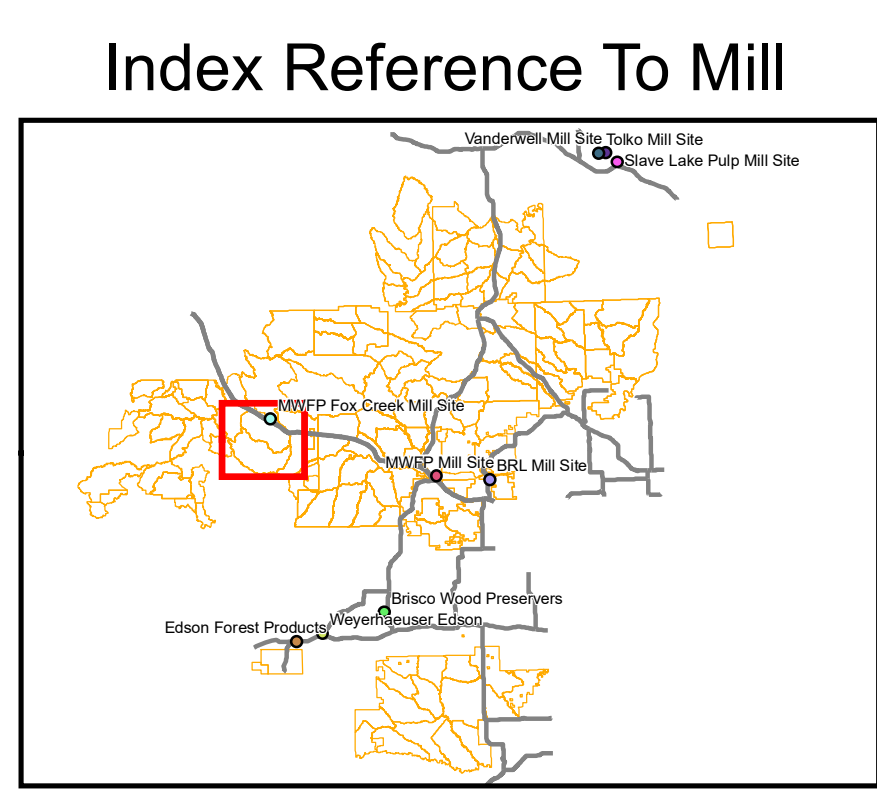 Index Reference To Mill
Vanderwell Mill Site Tolko Mill Site
Slave Lake Pulp Mill Site
MWFP Fox Creek Mill Site
MWFP Mill Site BRL Mill Site
Brisco Wood Preservers
Weyerhaeuser Edson
Edson Forest Products